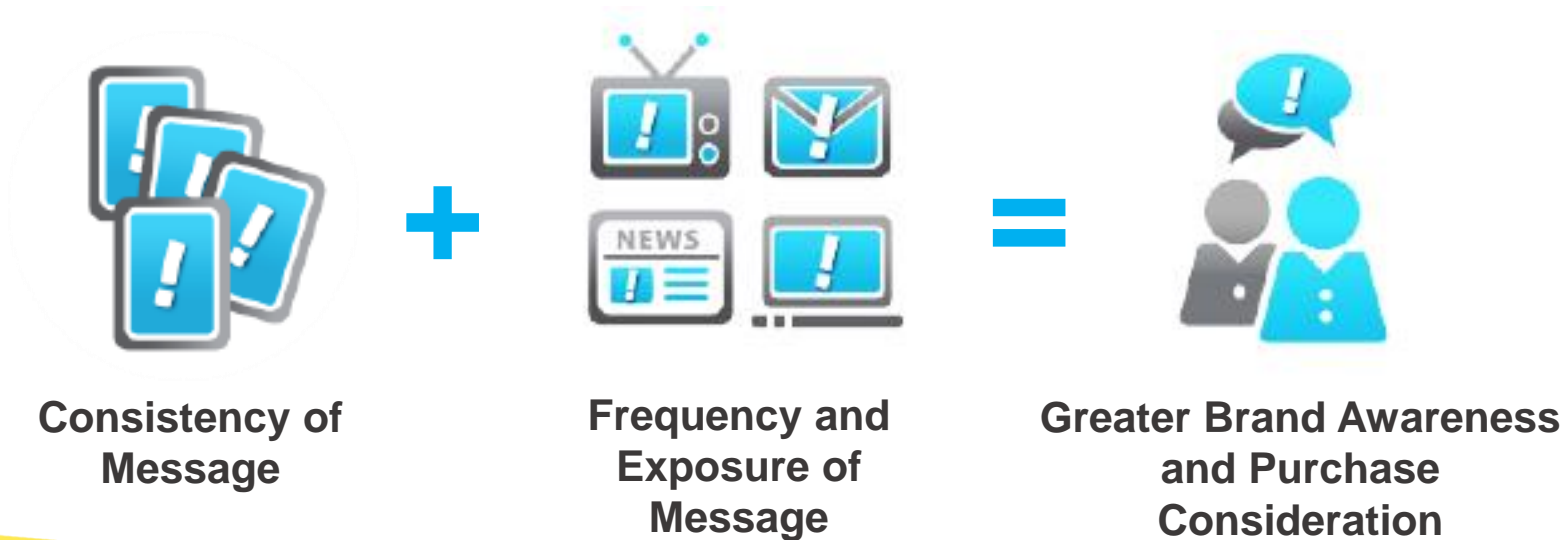 NEWS
+
=
Consistency of
Message
Frequency and
Exposure of
Message
Greater Brand Awareness
and Purchase
Consideration